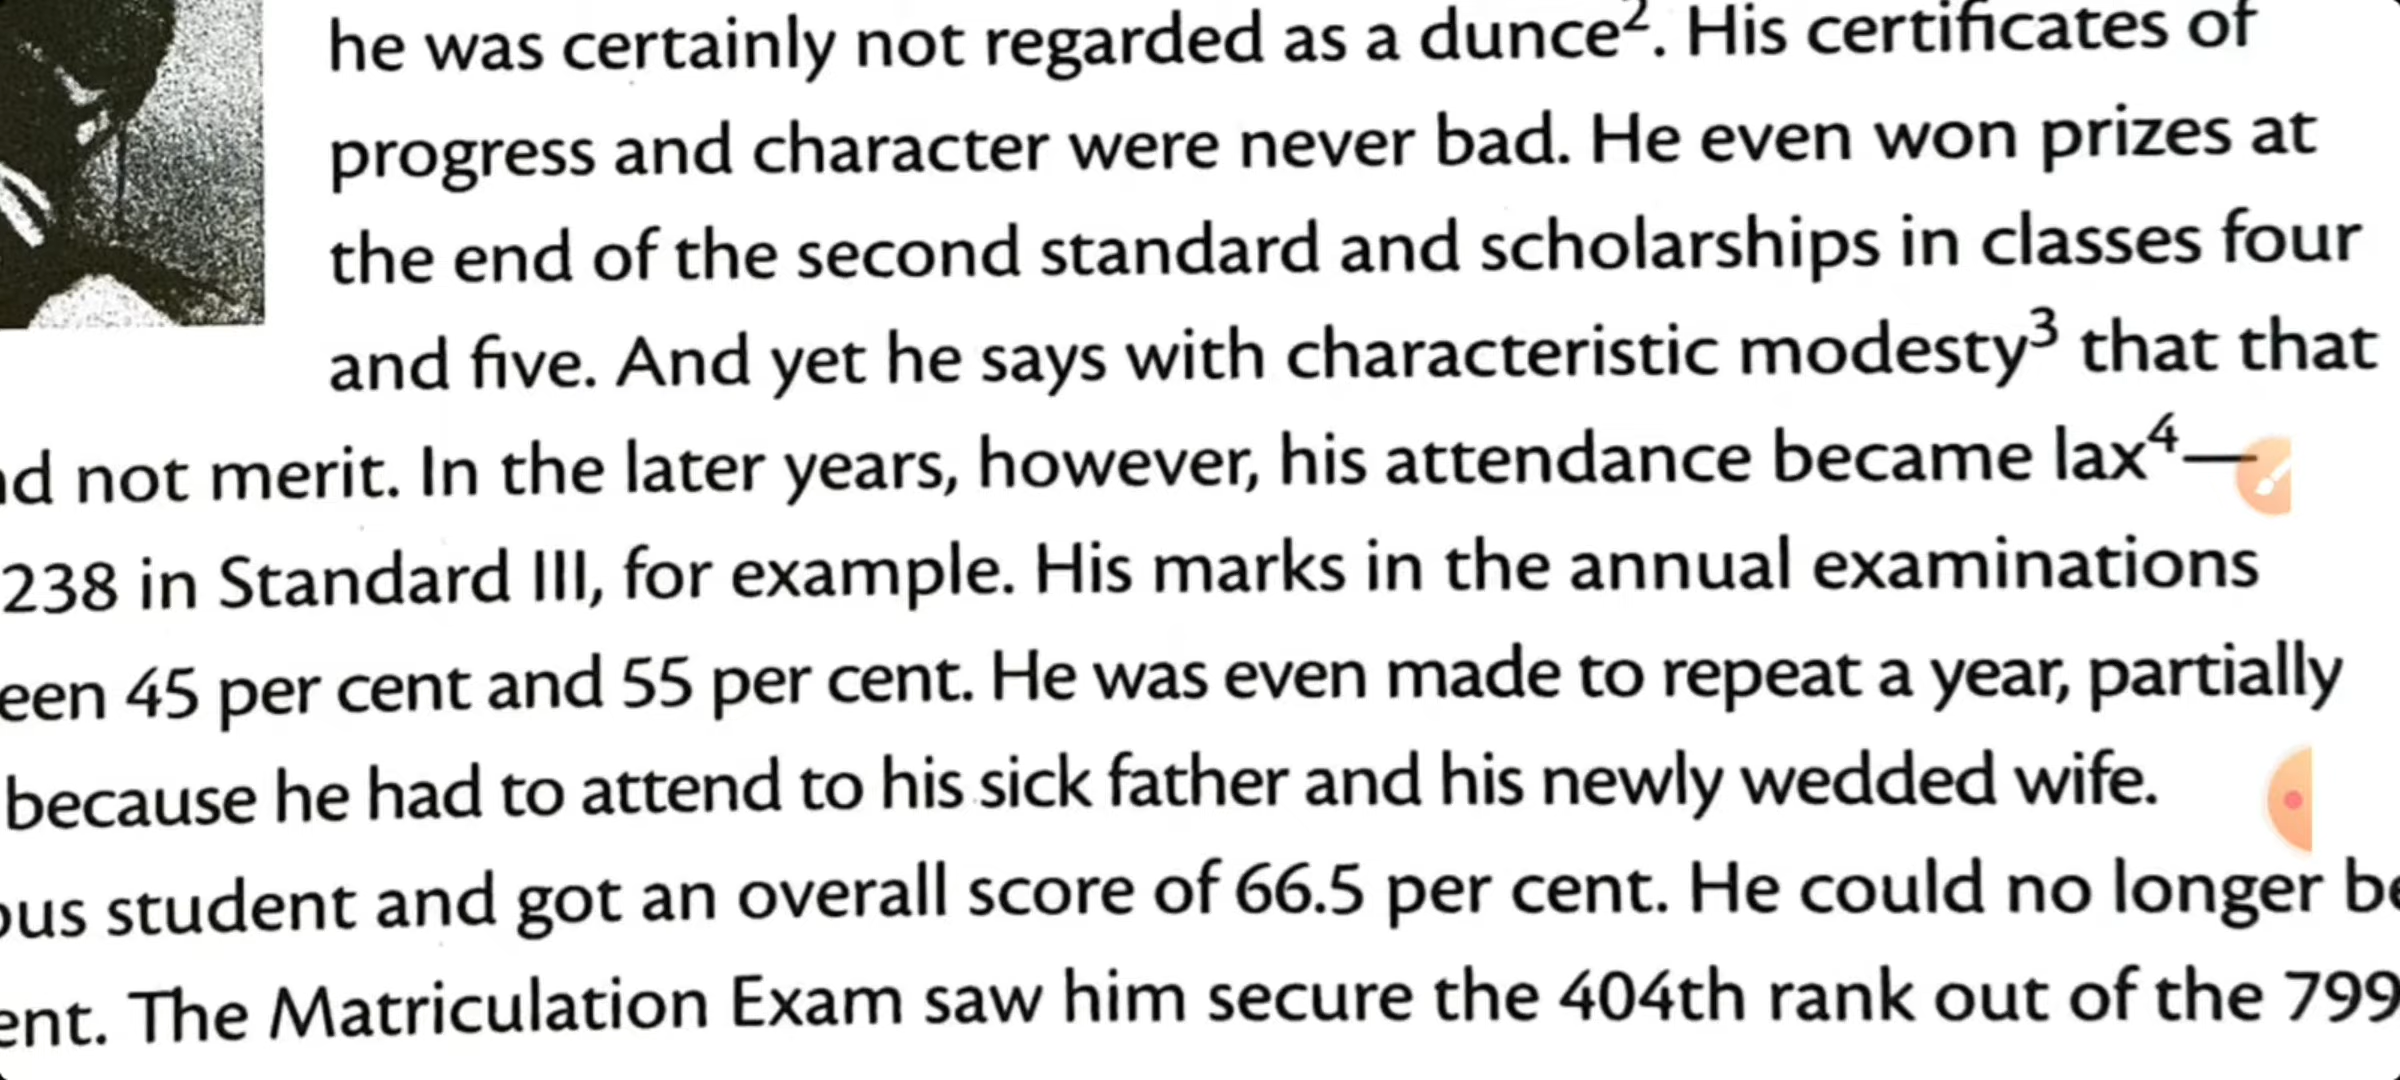 he was certainly not regarded as a dunce². His certificates of
progress and character were never bad. He even won prizes at
the end of the second standard and scholarships in classes four
and five. And yet he says with characteristic modesty³ that that
not merit. In the later years, however, his attendance became lax⁴—
238 in Standard III, for example. His marks in the annual examinations
45 per cent and 55 per cent. He was even made to repeat a year, partially
because he had to attend to his sick father and his newly wedded wife.
student and got an overall score of 66.5 per cent. He could no longer
The Matriculation Exam saw him secure the 404th rank out of the 799